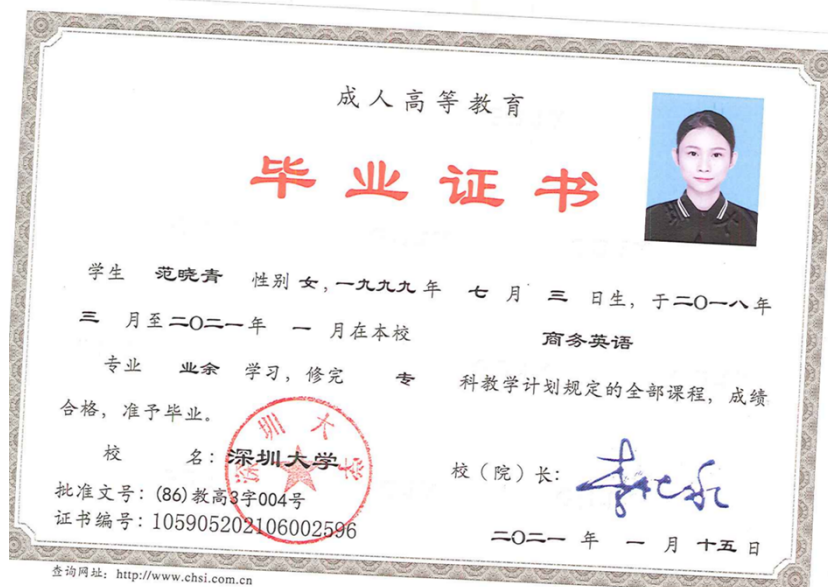 成人高等教育
毕业证书
学生 范晓青 性别 女，一九九九年 七 月 三 日生，于二〇一八年
三 月至二〇二一年 一 月在本校 商务英语
专业 业余 学习，修完 专 科教学计划规定的全部课程，成绩
合格，准予毕业。
校 名：深圳大学
深圳大学
校（院）长：
批准文号：(86)教高3字004号
证书编号：105905202106002596
二〇二一 年 一 月 十五 日
查询网址：http://www.chsi.com.cn